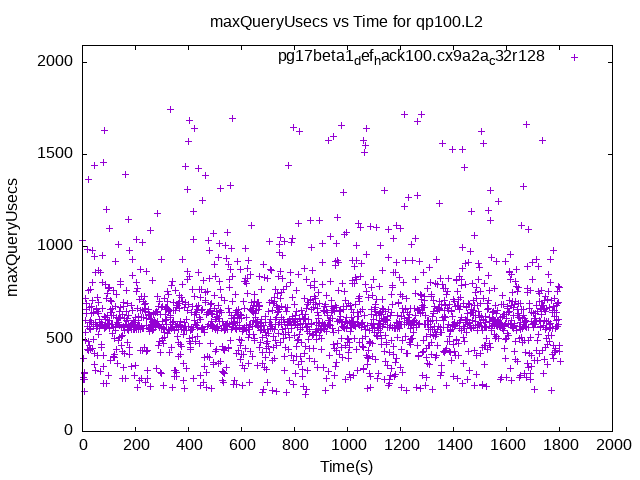 maxQueryUsecs vs Time for qp100.L2
pg17beta1def_hack100.cx9a2a_c32r128
2000
1500
1000
500
0
maxQueryUsecs
0 200 400 600 800 1000 1200 1400 1600 1800 2000
Time(s)